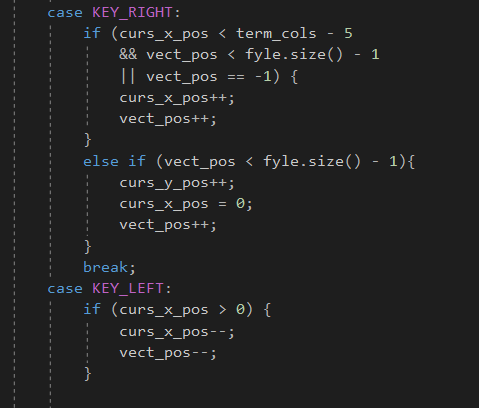 case KEY_RIGHT:
if (curs_x_pos < term_cols - 5
&& vect_pos < fyle.size() - 1
|| vect_pos == -1) {
curs_x_pos++;
vect_pos++;
}
else if (vect_pos < fyle.size() - 1){
curs_y_pos++;
curs_x_pos = 0;
vect_pos++;
}
break;
case KEY_LEFT:
if (curs_x_pos > 0) {
curs_x_pos--;
vect_pos--;
}